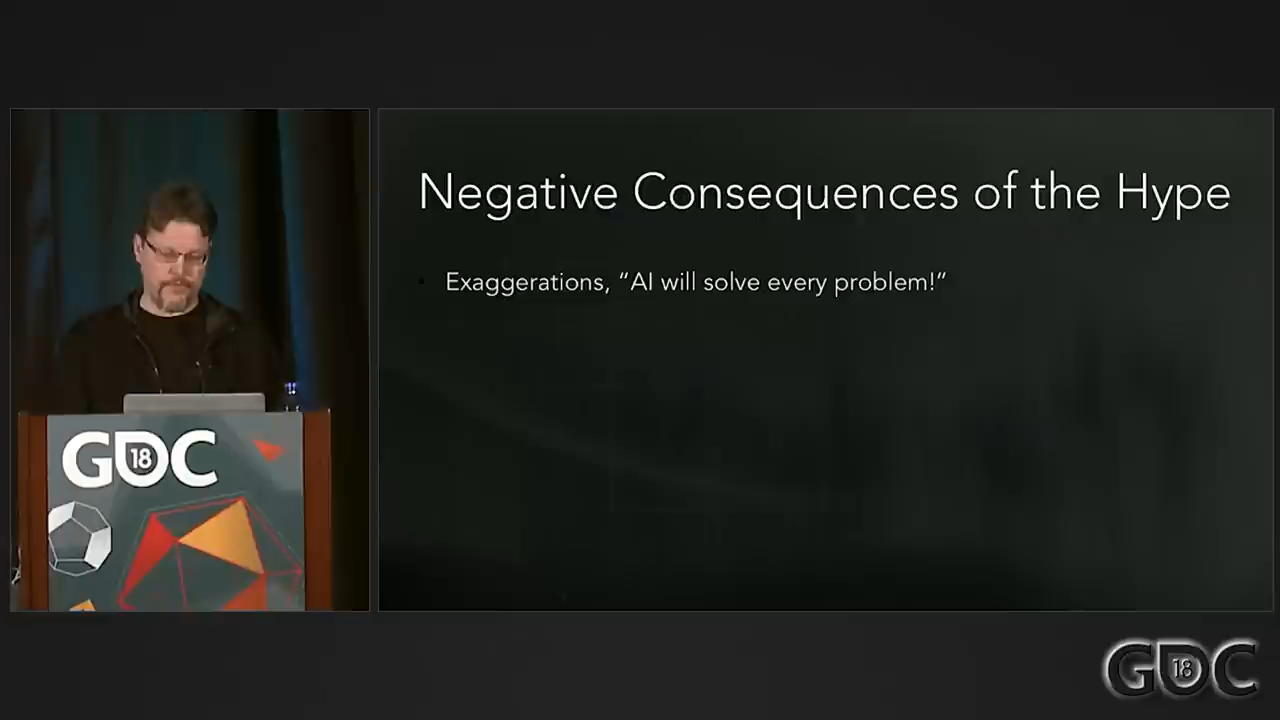 Negative Consequences of the Hype
• Exaggerations, “AI will solve every problem!”
GDC 18
GDC 18